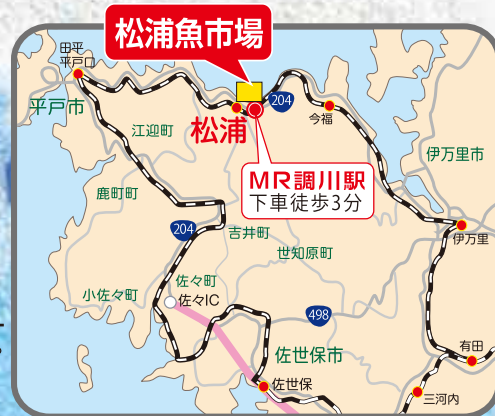 松浦魚市場
田平
平戸口
平戸市
江迎町
松浦
204
今福
伊万里市
MR調川駅
下車徒歩3分
鹿町町
204
吉井町
世知原町
伊万里
小佐々町
佐々町
佐々IC
498
佐世保市
有田
佐世保
三河内